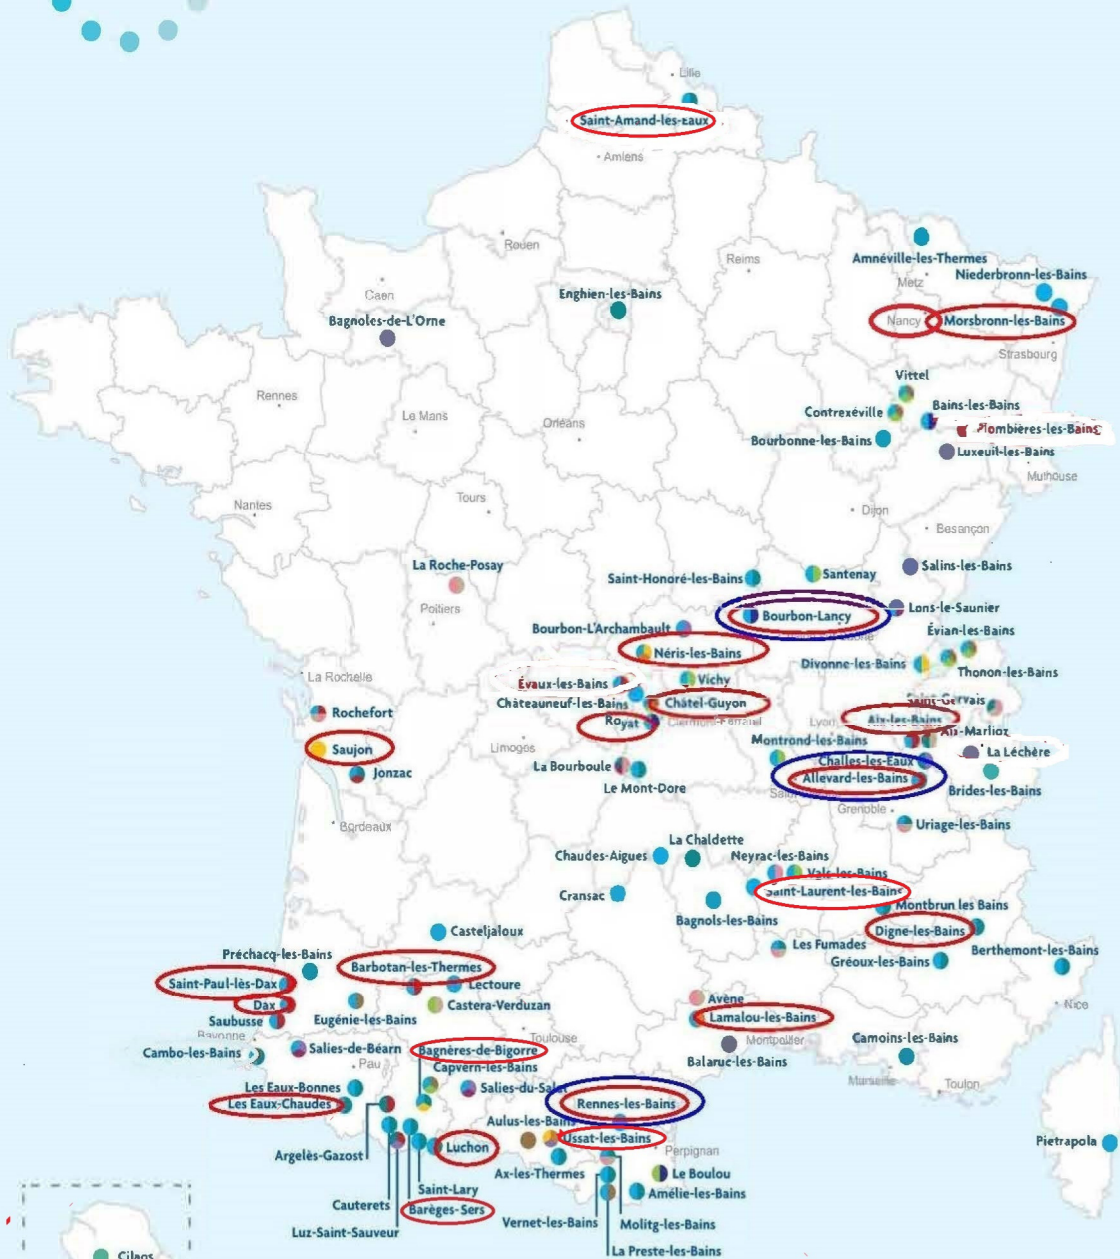 Lille
Saint-Amand-les-Eaux
Amiens
Rouen
Reims
Amnéville-les-Thermes
Metz
Niederbronn-les-Bains
Caen
Enghien-les-Bains
Bagnoles-de-L'Orne
Nancy
Morsbronn-les-Bains
Strasbourg
Vittel
Rennes
Le Mans
Orléans
Contrexéville
Bains-les-Bains
Plombières-les-Bains
Bourbonne-les-Bains
Luxeuil-les-Bains
Mulhouse
Nantes
Tours
Dijon
Besançon
La Roche-Posay
Saint-Honoré-les-Bains
Santenay
Salins-les-Bains
Poitiers
Bourbon-Lancy
Lons-le-Saunier
Bourbon-L'Archambault
Évian-les-Bains
Néris-les-Bains
Divonne-les-Bains
Thonon-les-Bains
La Rochelle
Évaux-les-Bains
Vichy
Châteauneuf-les-Bains
Châtel-Guyon
Saint-Gervais
Rochefort
Royat
Clermont-Ferrand
Lyon
Aix-les-Bains
Aix-Marlioz
Saujon
Limoges
Montrond-les-Bains
La Léchère
Challes-les-Eaux
Jonzac
La Bourboule
Allevard-les-Bains
Le Mont-Dore
Brides-les-Bains
Bordeaux
Grenoble
Uriage-les-Bains
La Chaldette
Chaudes-Aigues
Neyrac-les-Bains
Vals-les-Bains
Cransac
Saint-Laurent-les-Bains
Bagnols-les-Bains
Montbrun les Bains
Casteljaloux
Digne-les-Bains
Les Fumades
Berthemont-les-Bains
Préchacq-les-Bains
Barbotan-les-Thermes
Gréoux-les-Bains
Saint-Paul-lès-Dax
Lectoure
Dax
Castera-Verduzan
Avène
Nice
Saubusse
Eugénie-les-Bains
Lamalou-les-Bains
Bayonne
Toulouse
Montpellier
Camoins-les-Bains
Cambo-les-Bains
Salies-de-Béarn
Bagnères-de-Bigorre
Balaruc-les-Bains
Pau
Capvern-les-Bains
Marseille
Toulon
Les Eaux-Bonnes
Salies-du-Salat
Les Eaux-Chaudes
Rennes-les-Bains
Aulus-les-Bains
Ussat-les-Bains
Pietrapola
Argelès-Gazost
Luchon
Perpignan
Ax-les-Thermes
Le Boulou
Saint-Lary
Amélie-les-Bains
Cauterets
Barèges-Sers
Vernet-les-Bains
Molitg-les-Bains
Luz-Saint-Sauveur
La Preste-les-Bains
Cilaos